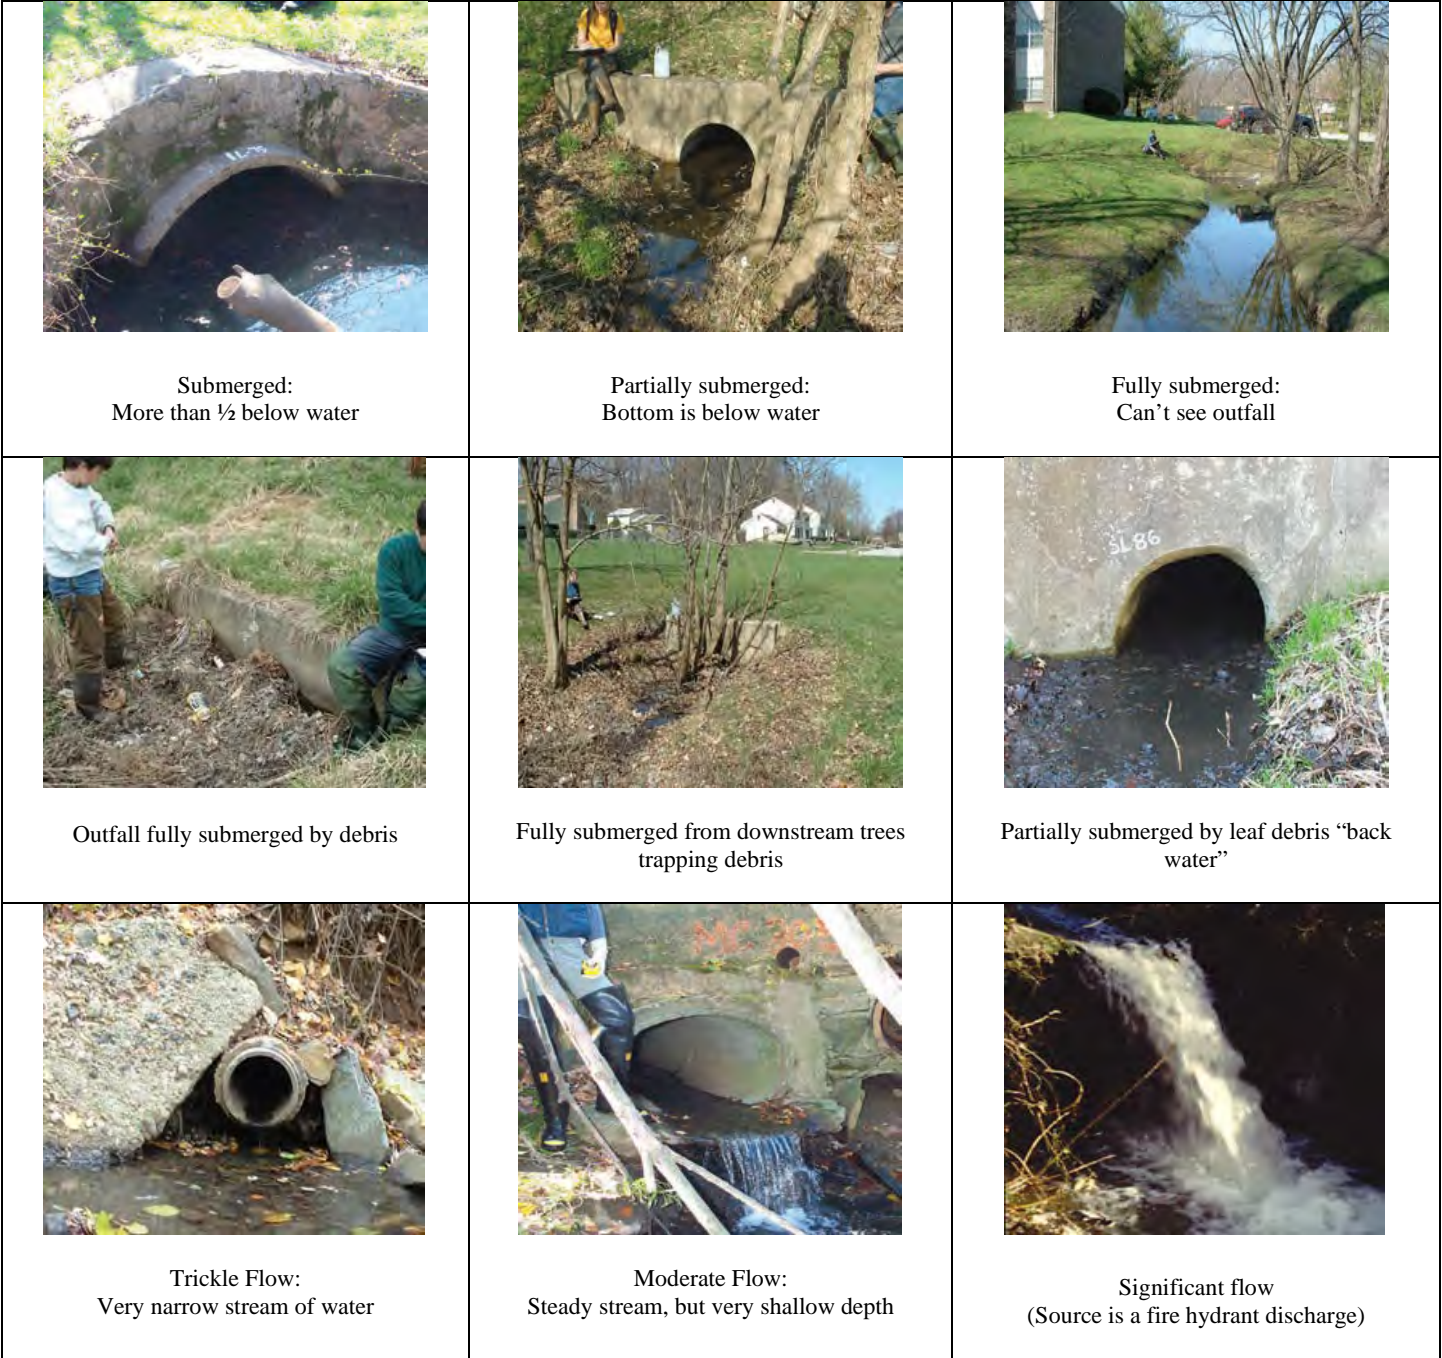 Submerged:
More than ½ below water
Partially submerged:
Bottom is below water
Fully submerged:
Can’t see outfall
SL86
Outfall fully submerged by debris
Fully submerged from downstream trees
trapping debris
Partially submerged by leaf debris “back
water”
Trickle Flow:
Very narrow stream of water
Moderate Flow:
Steady stream, but very shallow depth
Significant flow
(Source is a fire hydrant discharge)